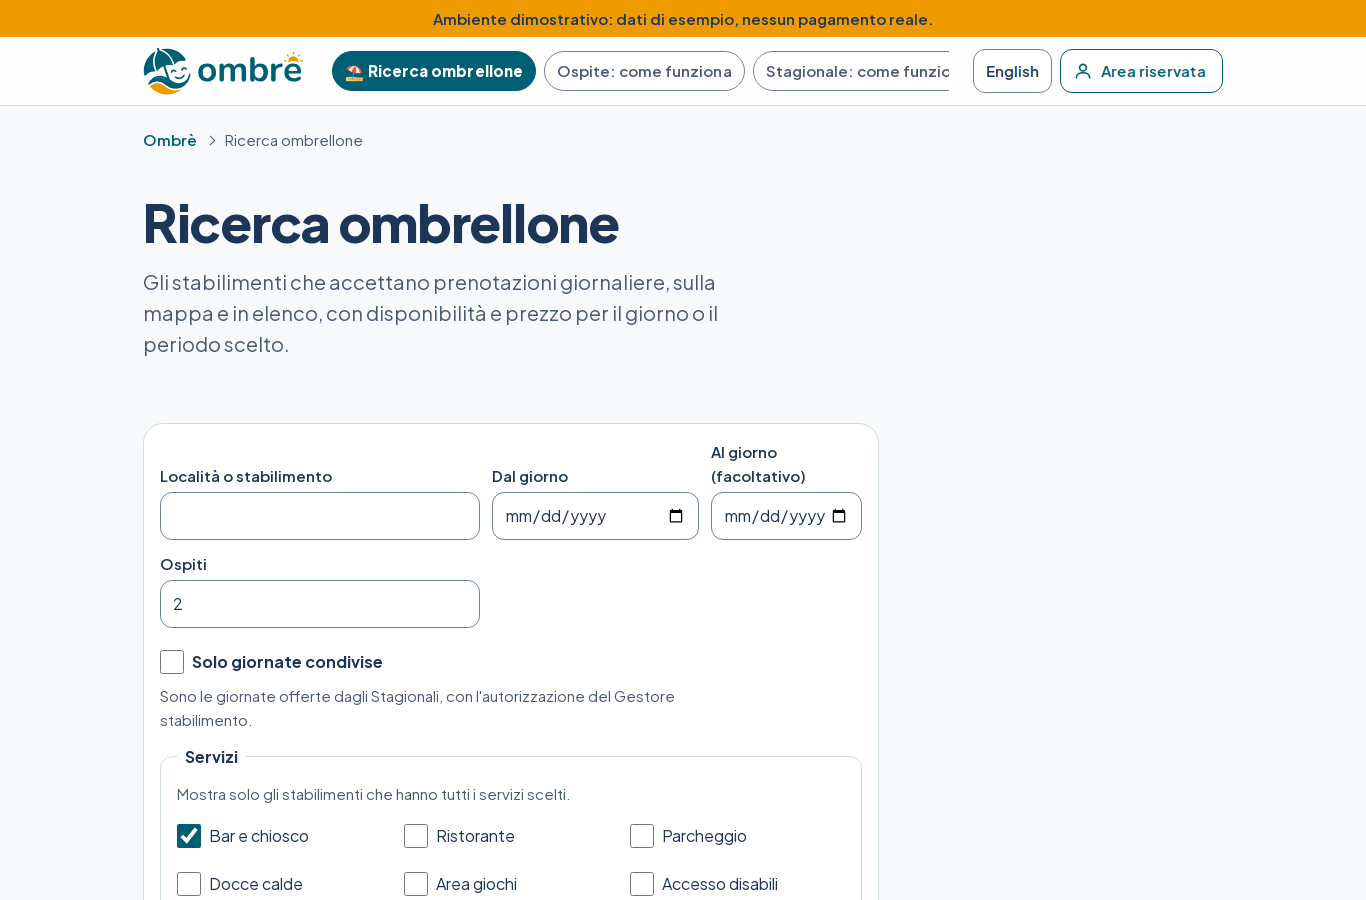 Ambiente dimostrativo: dati di esempio, nessun pagamento reale.
ombrè
Ricerca ombrellone
Ospite: come funziona
Stagionale: come funzio
English
Area riservata
Ombrè
Ricerca ombrellone
Ricerca ombrellone
Gli stabilimenti che accettano prenotazioni giornaliere, sulla
mappa e in elenco, con disponibilità e prezzo per il giorno o il
periodo scelto.
Località o stabilimento
Dal giorno
Al giorno
(facoltativo)
mm/dd/yyyy
mm/dd/yyyy
Ospiti
2
Solo giornate condivise
Sono le giornate offerte dagli Stagionali, con l'autorizzazione del Gestore
stabilimento.
Servizi
Mostra solo gli stabilimenti che hanno tutti i servizi scelti.
Bar e chiosco
Ristorante
Parcheggio
Docce calde
Area giochi
Accesso disabili